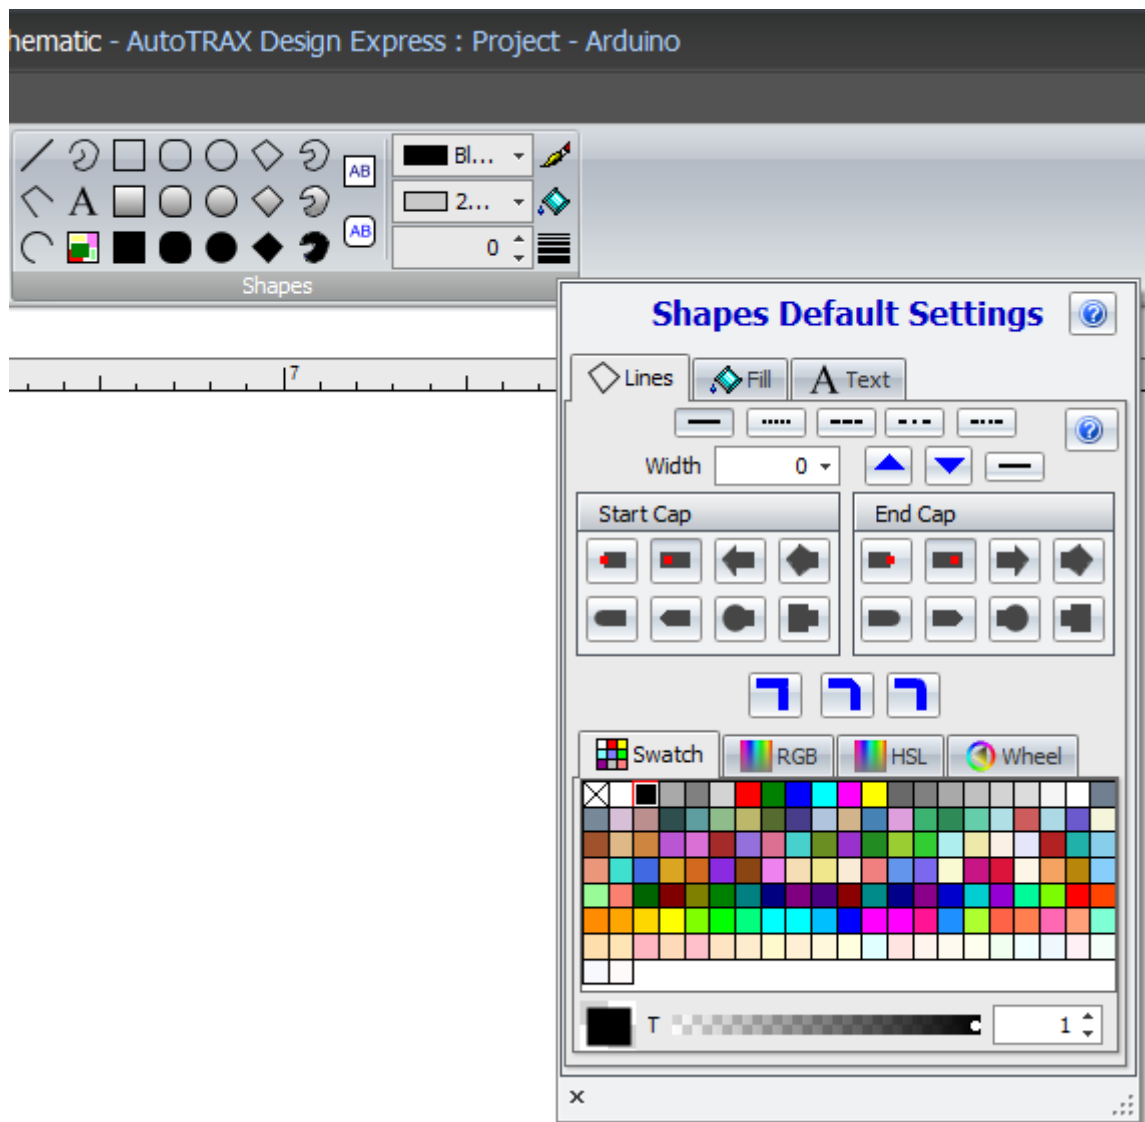 hematic - AutoTRAX Design Express : Project - Arduino
AB
Bl...
A
2...
AB
0
Shapes
Shapes Default Settings
7
Lines
Fill
A Text
Width
0
Start Cap
End Cap
Swatch
RGB
HSL
Wheel
T
1